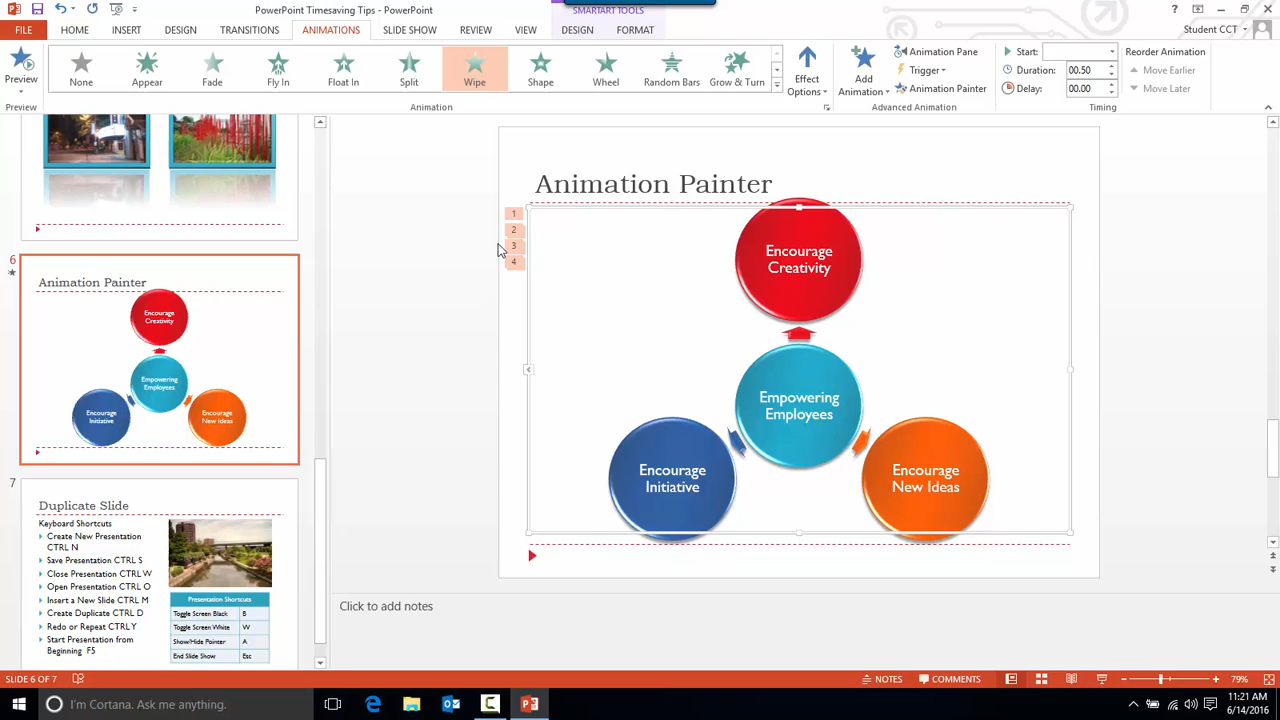 PowerPoint Timesaving Tips - PowerPoint
SMARTART TOOLS
?
FILE
HOME
INSERT
DESIGN
TRANSITIONS
ANIMATIONS
SLIDE SHOW
REVIEW
VIEW
DESIGN
FORMAT
Student CCT
Preview
None
Appear
Fade
Fly In
Float In
Split
Wipe
Shape
Wheel
Random Bars
Grow & Turn
Effect
Options
Add
Animation
Animation Pane
Trigger
Animation Painter
Start:
Duration: 00.50
Delay: 00.00
Reorder Animation
Move Earlier
Move Later
Preview
Animation
Advanced Animation
Timing
6
Animation Painter
Encourage
Creativity
Empowering
Employees
Encourage
Initiative
Encourage
New Ideas
7
Duplicate Slide
Keyboard Shortcuts
Create New Presentation
CTRL N
Save Presentation CTRL S
Close Presentation CTRL W
Open Presentation CTRL O
Insert a New Slide CTRL M
Create Duplicate CTRL D
Redo or Repeat CTRL Y
Start Presentation from
Beginning F5
Presentation Shortcuts
Toggle Screen Black B
Toggle Screen White W
Show/Hide Pointer A
End Slide Show Esc
Animation Painter
1
2
3
4
Encourage
Creativity
Empowering
Employees
Encourage
Initiative
Encourage
New Ideas
Click to add notes
SLIDE 6 OF 7
NOTES
COMMENTS
79%
I'm Cortana. Ask me anything.
11:21 AM
6/14/2016